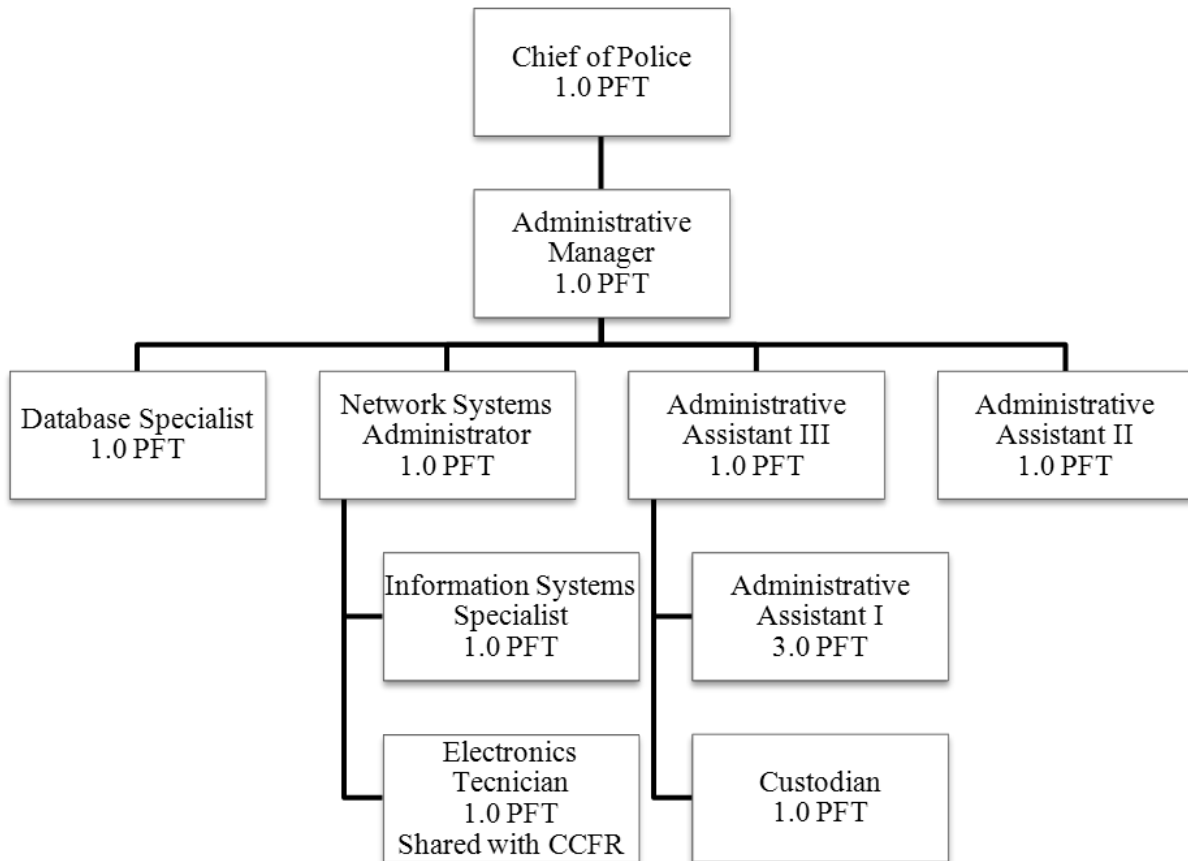 Chief of Police
1.0 PFT
Administrative
Manager
1.0 PFT
Database Specialist
1.0 PFT
Network Systems
Administrator
1.0 PFT
Administrative
Assistant III
1.0 PFT
Administrative
Assistant II
1.0 PFT
Information Systems
Specialist
1.0 PFT
Administrative
Assistant I
3.0 PFT
Electronics
Tecnician
1.0 PFT
Shared with CCFR
Custodian
1.0 PFT